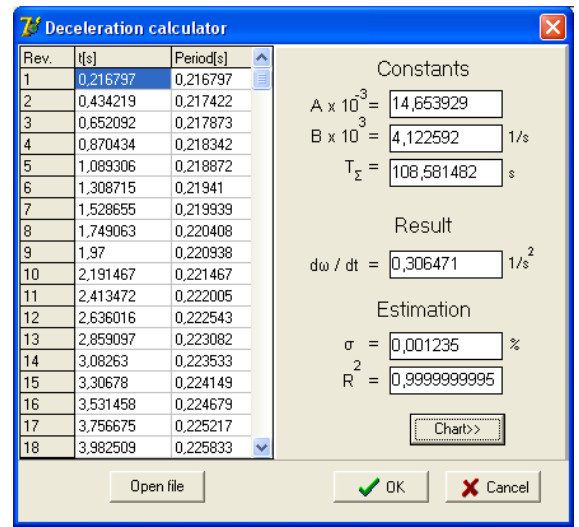 Deceleration calculator
Rev. t[s] Period[s]
1 0,216797 0,216797
2 0,434219 0,217422
3 0,652092 0,217873
4 0,870434 0,218342
5 1,089306 0,218872
6 1,308715 0,21941
7 1,528655 0,219939
8 1,749063 0,220408
9 1,97 0,220938
10 2,191467 0,221467
11 2,413472 0,222005
12 2,636016 0,222543
13 2,859097 0,223082
14 3,08263 0,223533
15 3,30678 0,224149
16 3,531458 0,224679
17 3,756675 0,225217
18 3,982509 0,225833
Constants
A x 10⁻³ = 14,653929
B x 10³ = 4,122592 1/s
T_Σ = 108,581482 s
Result
dω / dt = 0,306471 1/s²
Estimation
σ = 0,001235 %
R² = 0,9999999995
Chart>>
Open file
OK
Cancel